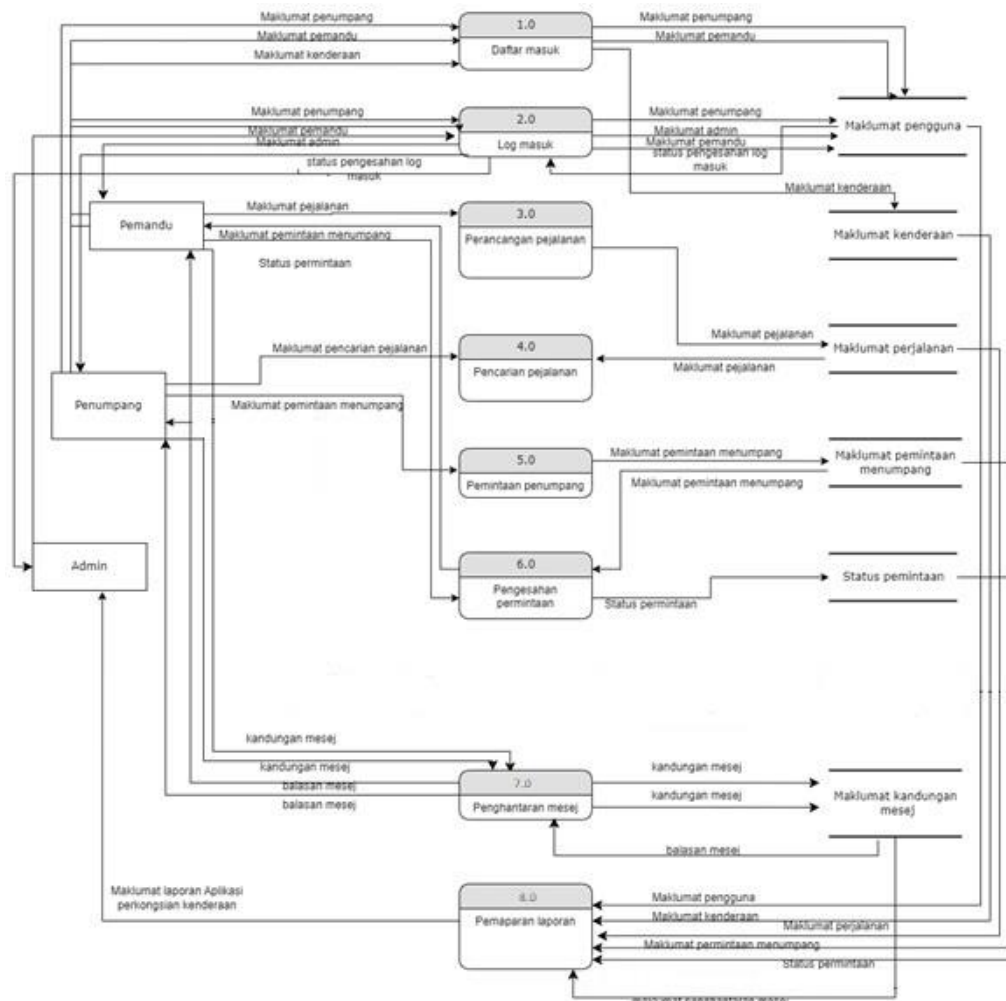 Maklumat penumpang
1.0
Maklumat penumpang
Maklumat pemandu
Daftar masuk
Maklumat pemandu
Maklumat kenderaan
Maklumat penumpang
2.0
Maklumat penumpang
Maklumat pengguna
Maklumat pemandu
Maklumat admin
Log masuk
Maklumat admin
Maklumat pemandu
status pengesahan log
masuk
status pengesahan log
masuk
Maklumat kenderaan
Pemandu
Maklumat pejalanan
3.0
Perancangan pejalanan
Maklumat kenderaan
Maklumat pemintaan menumpang
Status permintaan
Maklumat pejalanan
Maklumat perjalanan
Maklumat pencarian pejalanan
4.0
Pencarian pejalanan
Maklumat pejalanan
Penumpang
Maklumat pemintaan menumpang
5.0
Pemintaan penumpang
Maklumat pemintaan menumpang
Maklumat pemintaan
menumpang
Maklumat pemintaan menumpang
Admin
6.0
Pengesahan
permintaan
Status permintaan
Status pemintaan
kandungan mesej
kandungan mesej
balasan mesej
balasan mesej
7.0
Penghantaran mesej
kandungan mesej
kandungan mesej
Maklumat kandungan
mesej
balasan mesej
Maklumat laporan Aplikasi
perkongsian kenderaan
8.0
Pemaparan laporan
Maklumat pengguna
Maklumat kenderaan
Maklumat perjalanan
Maklumat permintaan menumpang
Status permintaan